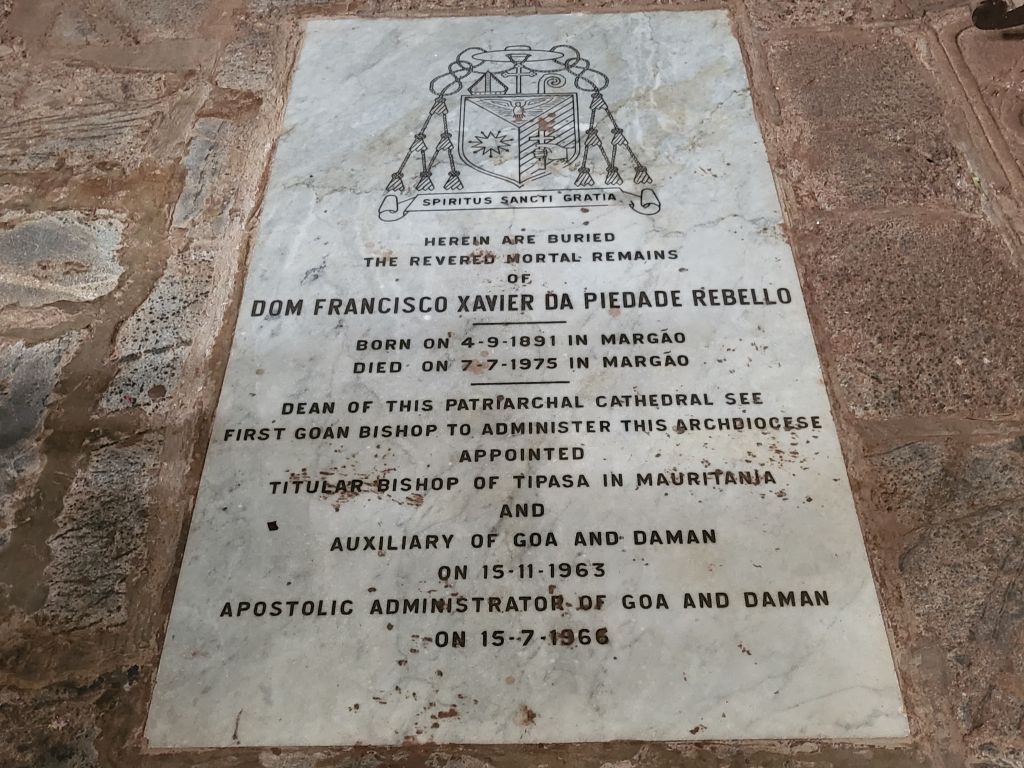 SPIRITUS SANCTI GRATIA
HEREIN ARE BURIED
THE REVERED MORTAL REMAINS
OF
DOM FRANCISCO XAVIER DA PIEDADE REBELLO
BORN ON 4-9-1891 IN MARGÃO
DIED ON 7-7-1975 IN MARGÃO
DEAN OF THIS PATRIARCHAL CATHEDRAL SEE
FIRST GOAN BISHOP TO ADMINISTER THIS ARCHDIOCESE
APPOINTED
TITULAR BISHOP OF TIPASA IN MAURITANIA
AND
AUXILIARY OF GOA AND DAMAN
ON 15-11-1963
APOSTOLIC ADMINISTRATOR OF GOA AND DAMAN
ON 15-7-1966